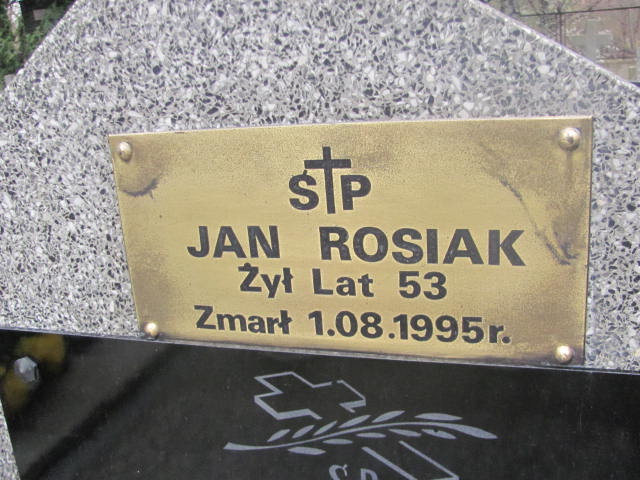 Ś†P
JAN ROSIAK
Żył Lat 53
Zmarł 1.08.1995r.
Ś.P.